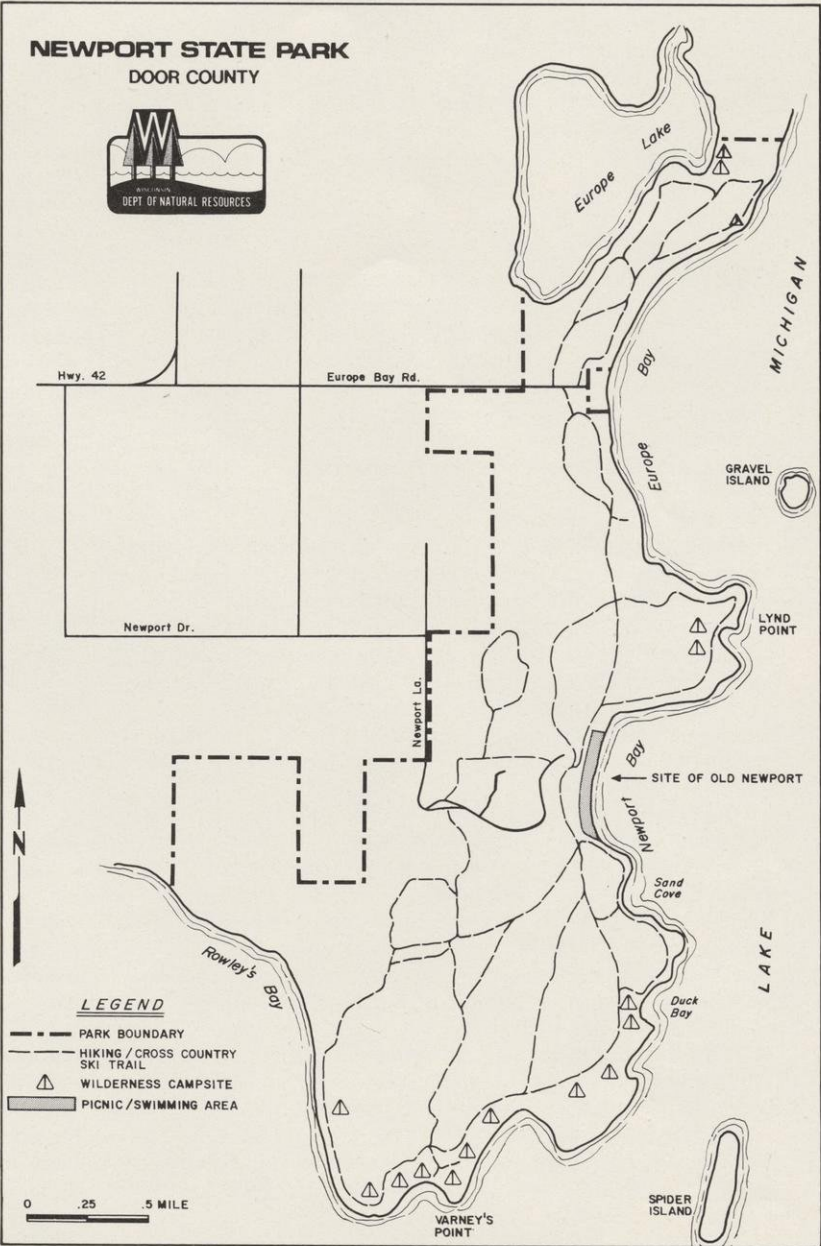 NEWPORT STATE PARK
DOOR COUNTY
W
WISCONSIN
DEPT OF NATURAL RESOURCES
Europe Lake
MICHIGAN
Hwy. 42
Europe Bay Rd.
Europe Bay
GRAVEL
ISLAND
Newport Dr.
LYND
POINT
Newport La.
SITE OF OLD NEWPORT
Newport Bay
N
Sand
Cove
LAKE
Rowley's
Bay
Duck
Bay
LEGEND
PARK BOUNDARY
HIKING / CROSS COUNTRY
SKI TRAIL
WILDERNESS CAMPSITE
PICNIC/SWIMMING AREA
0 .25 .5 MILE
VARNEY'S
POINT
SPIDER
ISLAND